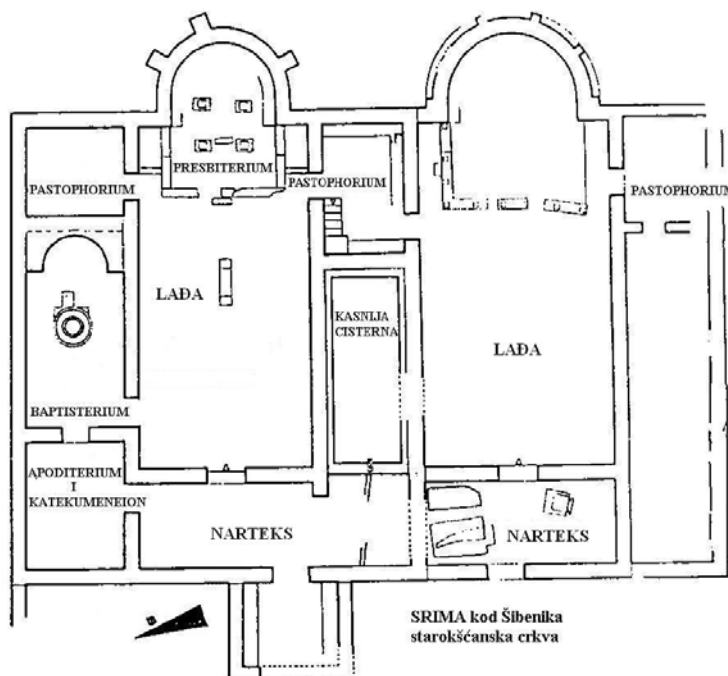 PRESBITERIUM
PASTOPHORIUM
PASTOPHORIUM
PASTOPHORIUM
LAĐA
KASNIJA
CISTERNA
LAĐA
BAPTISTERIUM
APODITERIUM
I
KATEKUMENEION
NARTEKS
NARTEKS
SRIMA kod Šibenika
starokšćanska crkva